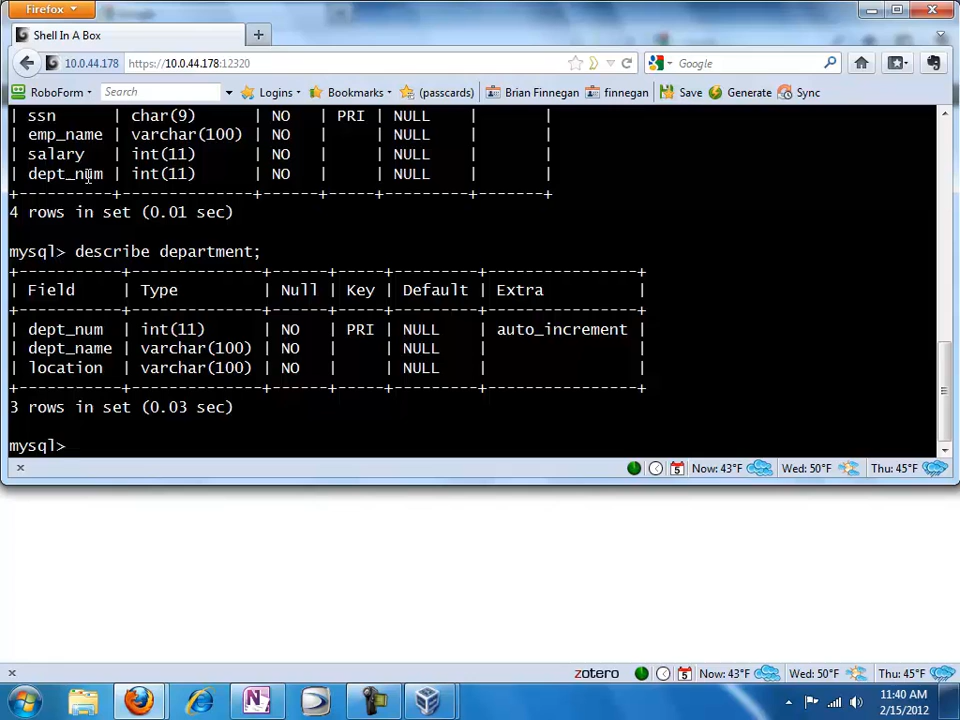 Firefox
Shell In A Box
10.0.44.178 https://10.0.44.178:12320 Google
RoboForm Search Logins Bookmarks (passcards) Brian Finnegan finnegan Save Generate Sync
| ssn | char(9) | NO | PRI | NULL | |
| emp_name | varchar(100) | NO | | NULL | |
| salary | int(11) | NO | | NULL | |
| dept_num | int(11) | NO | | NULL | |
+----------+--------------+------+-----+---------+-------+
4 rows in set (0.01 sec)
mysql> describe department;
+-----------+--------------+------+-----+---------+----------------+
| Field | Type | Null | Key | Default | Extra |
+-----------+--------------+------+-----+---------+----------------+
| dept_num | int(11) | NO | PRI | NULL | auto_increment |
| dept_name | varchar(100) | NO | | NULL | |
| location | varchar(100) | NO | | NULL | |
+-----------+--------------+------+-----+---------+----------------+
3 rows in set (0.03 sec)
mysql>
Now: 43°F Wed: 50°F Thu: 45°F
zotero Now: 43°F Wed: 50°F Thu: 45°F
11:40 AM
2/15/2012